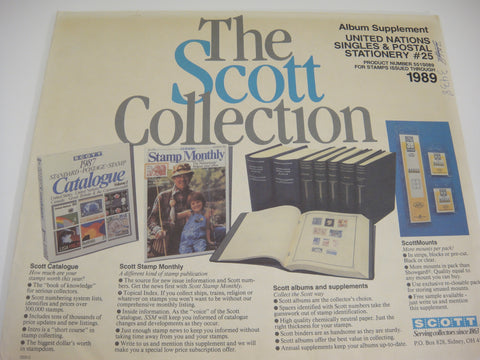 Album Supplement
UNITED NATIONS
SINGLES & POSTAL
STATIONERY #25
PRODUCT NUMBER 551S989
FOR STAMPS ISSUED THROUGH
1989
The
Scott
Collection
SCOTT
1987
STANDARD • POSTAGE • STAMP
Catalogue
Stamp Monthly
Scott Catalogue
How much are your
stamps worth this year?
The "book of knowledge"
for serious collectors.
Scott numbering system lists,
identifies and prices over
300,000 stamps.
Includes tens of thousands of
price updates and new listings.
Intro is a "short course" in
stamp collecting.
The biggest dollar's worth
in stampdom.
Scott Stamp Monthly
A different kind of stamp publication
The source for new issue information and Scott num-
bers. Get the news first with Scott Stamp Monthly.
Topical Index. If you collect ships, trains, religion
whatever on stamps you won't want to be without our
comprehensive monthly listing.
Inside information. As the "voice" of the Scott
Catalogue, SSM will keep you informed of catalogue
changes and developments affecting those changes.
Just enough stamp news to keep you informed without
taking time away from you and your stamps.
Write to us and mention this supplement and we will
make you a special low price subscription offer.
Scott albums and supplements
Collect the Scott way
Scott albums are the collector's choice.
Spaces identified with Scott numbers take the
guesswork out of stamp identification.
High quality chemically neutral paper. Just the
right thickness for your stamps.
Scott binders are as handsome as they are sturdy.
Scott albums offer the best value in collecting.
Annual supplements keep your albums up-to-date.
ScottMounts
More mounts per pack!
In strips, blocks or pre-cut.
Black or clear.
More mounts in pack than
Showgard®. Quality equal to any
mount you can buy.
Use exclusive re-closable pack
for storing unused mounts.
Free sample available -
just write us and mention
this supplement.
SCOTT
Serving collectors since 1863
P.O. Box 828, Sidney, OH